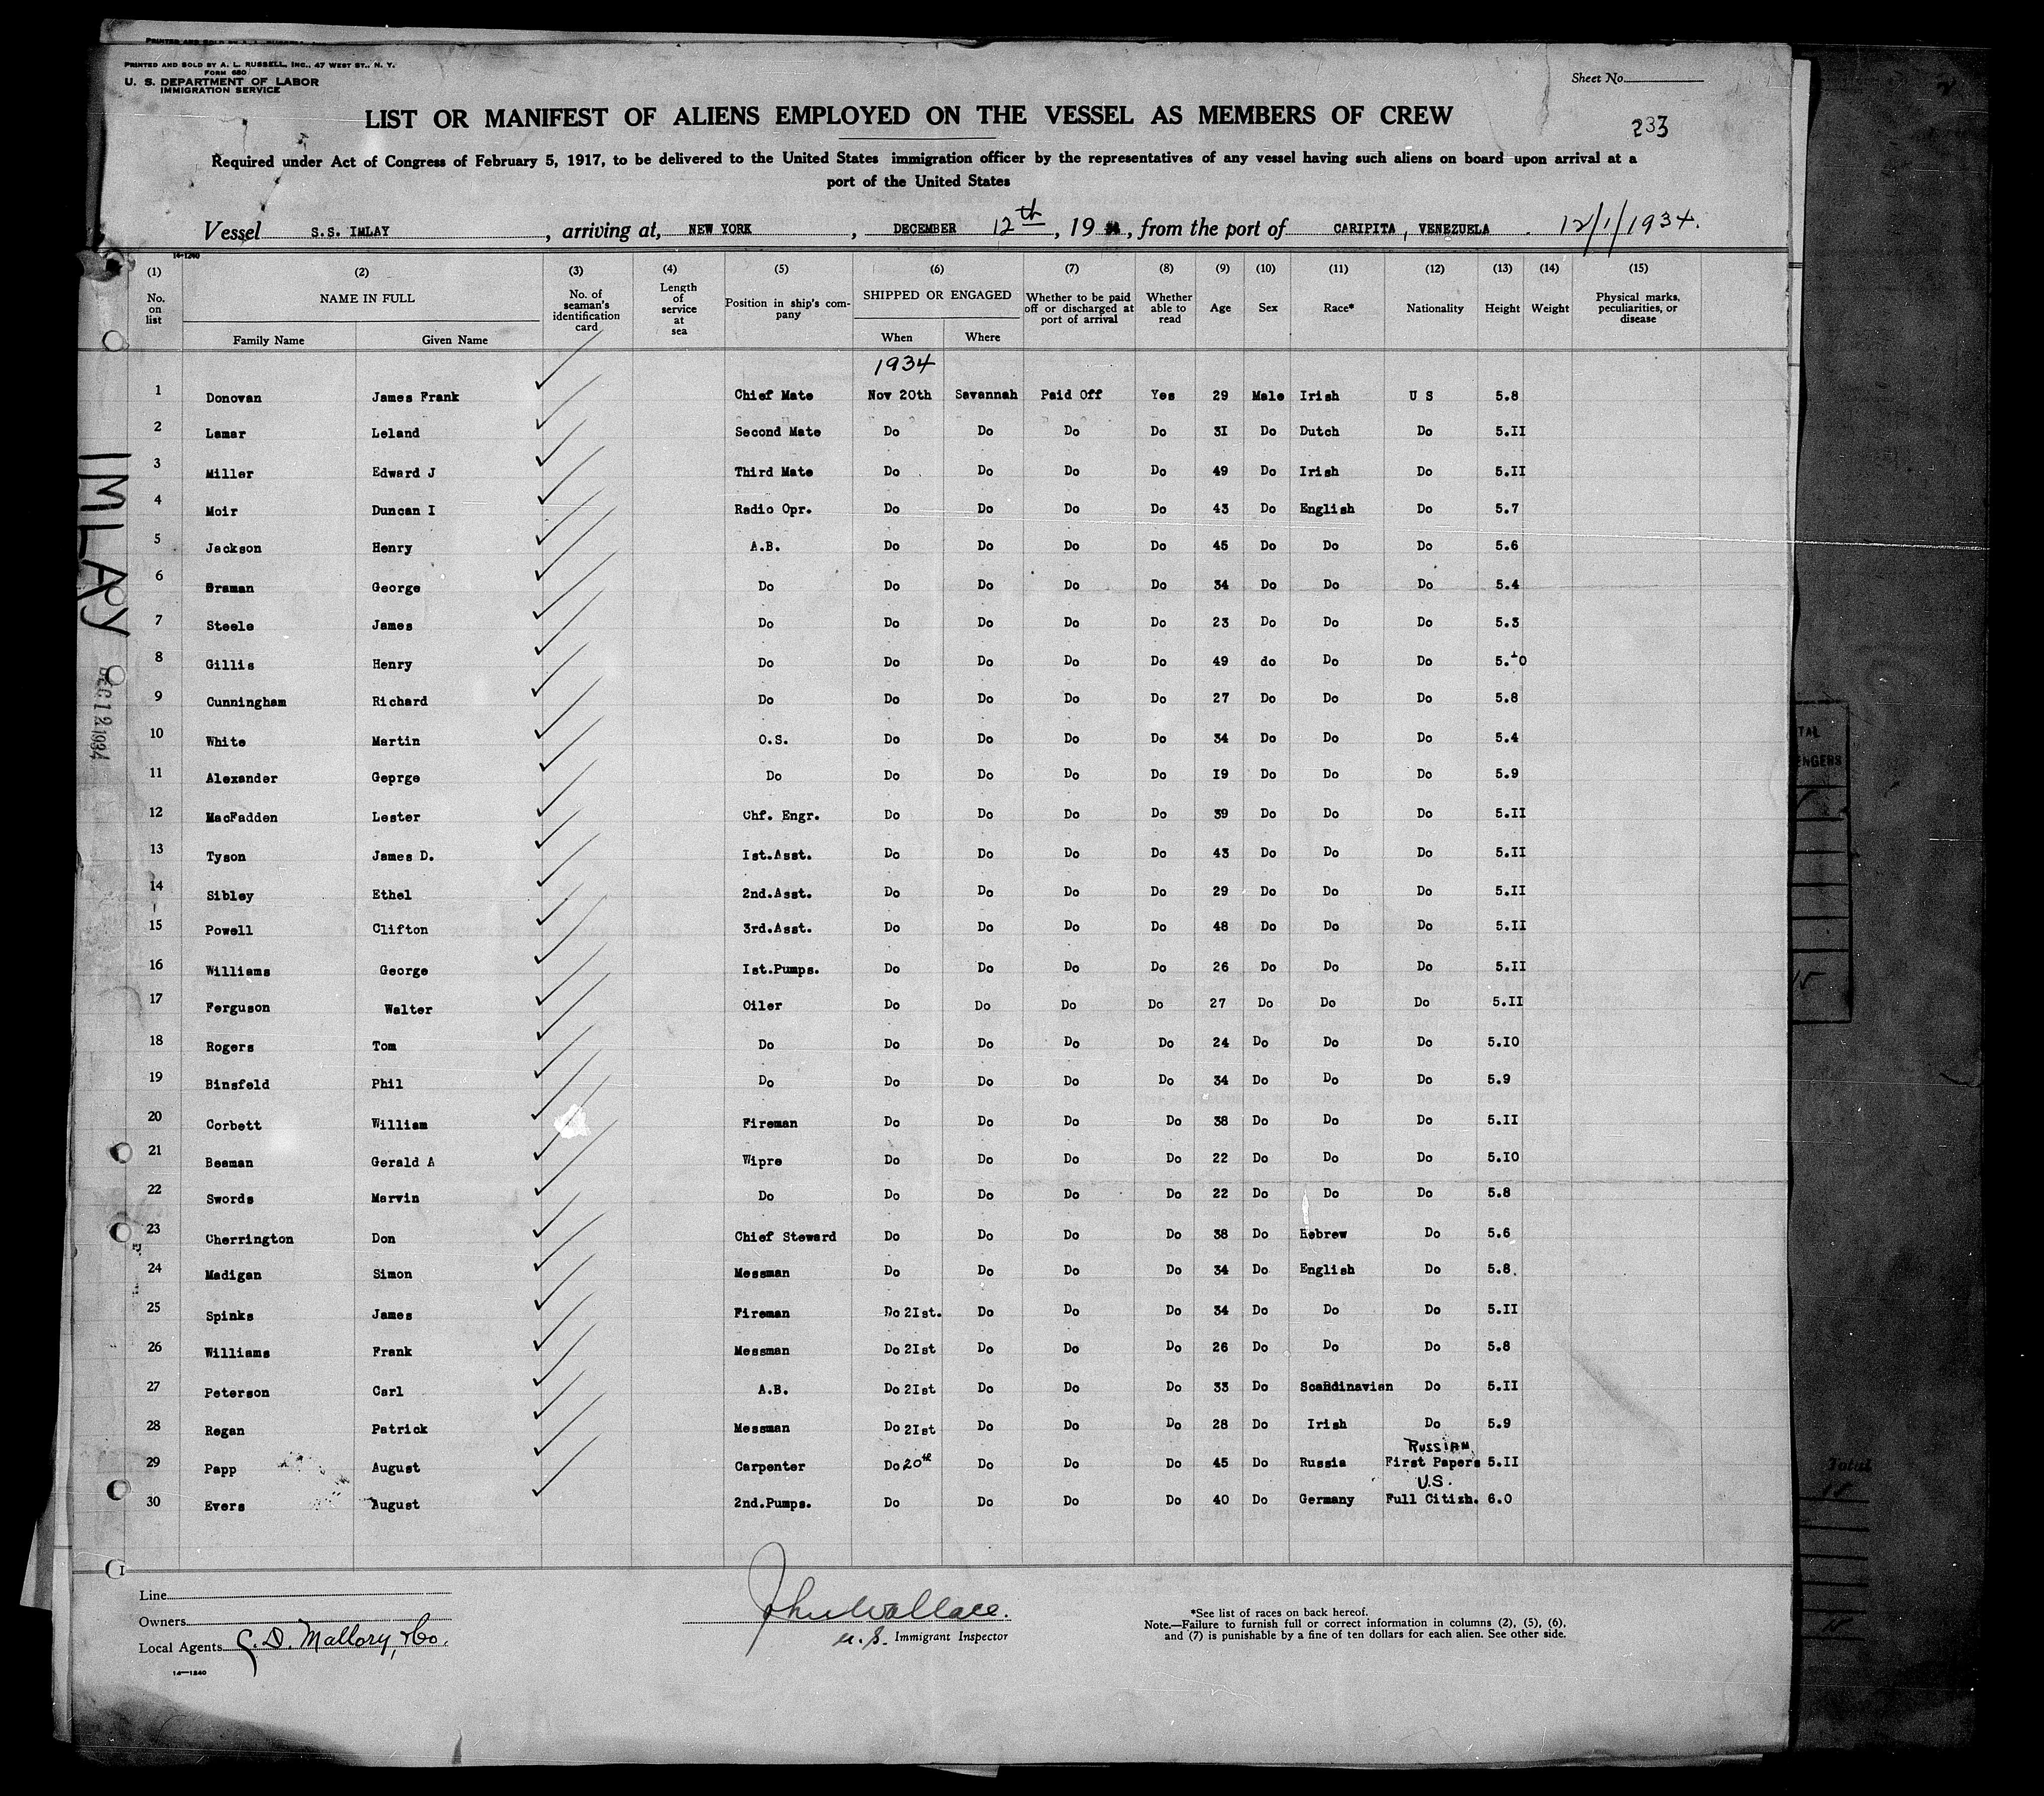 PRINTED AND SOLD BY A. L. RUSSELL, INC., 47 WEST ST., N. Y.
FORM 680
U. S. DEPARTMENT OF LABOR
IMMIGRATION SERVICE
Sheet No.
LIST OR MANIFEST OF ALIENS EMPLOYED ON THE VESSEL AS MEMBERS OF CREW
233
Required under Act of Congress of February 5, 1917, to be delivered to the United States immigration officer by the representatives of any vessel having such aliens on board upon arrival at a
port of the United States
Vessel S.S. IMLAY, arriving at, NEW YORK, DECEMBER 12th, 19 34, from the port of CARIPITA, VENEZUELA. 12/1/1934.
14-1240
(1) (2) (3) (4) (5) (6) (7) (8) (9) (10) (11) (12) (13) (14) (15)
No. on list NAME IN FULL Family Name Given Name No. of seaman's identification card Length of service at sea Position in ship's company SHIPPED OR ENGAGED When Where Whether to be paid off or discharged at port of arrival Whether able to read Age Sex Race* Nationality Height Weight Physical marks, peculiarities, or disease
1934
1 Donovan James Frank Chief Mate Nov 20th Savannah Paid Off Yes 29 Male Irish U S 5.8
2 Lamar Leland Second Mate Do Do Do Do 3I Do Dutch Do 5.II
3 Miller Edward J Third Mate Do Do Do Do 49 Do Irish Do 5.II
4 Moir Duncan I Radio Opr. Do Do Do Do 43 Do English Do 5.7
5 Jackson Henry A.B. Do Do Do Do 45 Do Do Do 5.6
6 Braman George Do Do Do Do Do 34 Do Do Do 5.4
7 Steele James Do Do Do Do Do 23 Do Do Do 5.3
8 Gillis Henry Do Do Do Do Do 49 do Do Do 5.10
9 Cunningham Richard Do Do Do Do Do 27 Do Do Do 5.8
10 White Martin O.S. Do Do Do Do 34 Do Do Do 5.4
11 Alexander Geprge Do Do Do Do Do I9 Do Do Do 5.9
12 MacFadden Lester Chf. Engr. Do Do Do Do 39 Do Do Do 5.II
13 Tyson James D. Ist.Asst. Do Do Do Do 43 Do Do Do 5.II
14 Sibley Ethel 2nd.Asst. Do Do Do Do 29 Do Do Do 5.II
15 Powell Clifton 3rd.Asst. Do Do Do Do 48 Do Do Do 5.II
16 Williams George Ist.Pumps. Do Do Do Do 26 Do Do Do 5.II
17 Ferguson Walter Oiler Do Do Do Do 27 Do Do Do 5.II
18 Rogers Tom Do Do Do Do Do 24 Do Do Do 5.I0
19 Binsfeld Phil Do Do Do Do Do 34 Do Do Do 5.9
20 Corbett William Fireman Do Do Do Do 38 Do Do Do 5.II
21 Beaman Gerald A Wipre Do Do Do Do 22 Do Do Do 5.I0
22 Swords Marvin Do Do Do Do Do 22 Do Do Do 5.8
23 Cherrington Don Chief Steward Do Do Do Do 38 Do Hebrew Do 5.6
24 Madigan Simon Messman Do Do Do Do 34 Do English Do 5.8.
25 Spinks James Fireman Do 2Ist. Do Do Do 34 Do Do Do 5.II
26 Williams Frank Messman Do 2Ist Do Do Do 26 Do Do Do 5.8
27 Peterson Carl A.B. Do 2Ist Do Do Do 33 Do Scandinavian Do 5.II
28 Regan Patrick Messman Do 2Ist Do Do Do 28 Do Irish Do 5.9
RUSSIAN
29 Papp August Carpenter Do 20th Do Do Do 45 Do Russia First Papers 5.II
U.S.
30 Evers August 2nd.Pumps. Do Do Do Do 40 Do Germany Full Citizn. 6.0
IMLAY
DEC 12 1934
Line
Owners
Local Agents C. D. Mallory & Co.
14-1240
John Wallace.
U.S. Immigrant Inspector
*See list of races on back hereof.
Note.—Failure to furnish full or correct information in columns (2), (5), (6),
and (7) is punishable by a fine of ten dollars for each alien. See other side.
Total